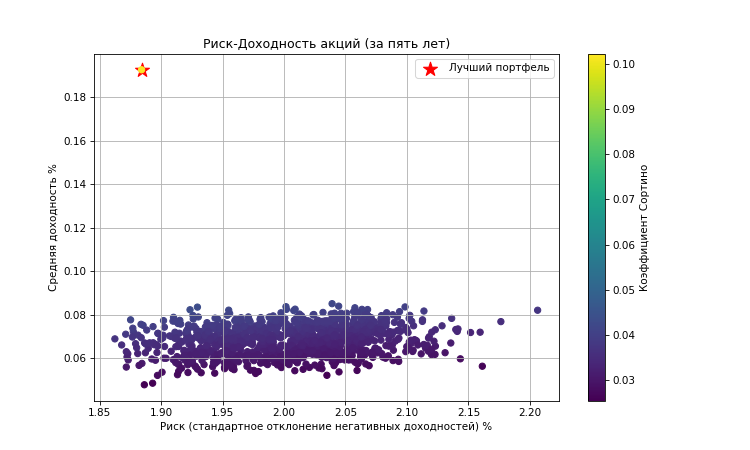 Риск-Доходность акций (за пять лет)
Лучший портфель
Средняя доходность %
0.18
0.16
0.14
0.12
0.10
0.08
0.06
1.85 1.90 1.95 2.00 2.05 2.10 2.15 2.20
Риск (стандартное отклонение негативных доходностей) %
0.10
0.09
0.08
0.07
0.06
0.05
0.04
0.03
Коэффициент Сортино